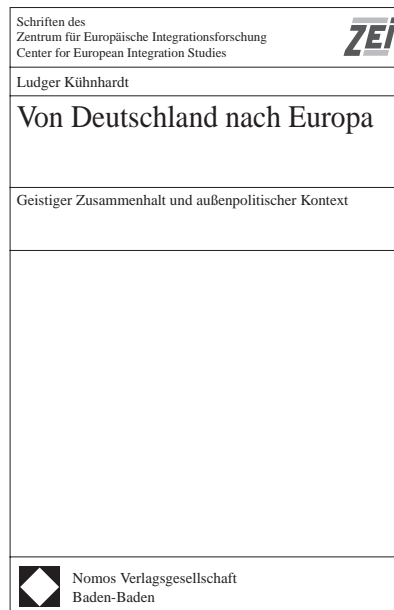 Schriften des
Zentrum für Europäische Integrationsforschung
Center for European Integration Studies
ZEI
Ludger Kühnhardt
Von Deutschland nach Europa
Geistiger Zusammenhalt und außenpolitischer Kontext
Nomos Verlagsgesellschaft
Baden-Baden